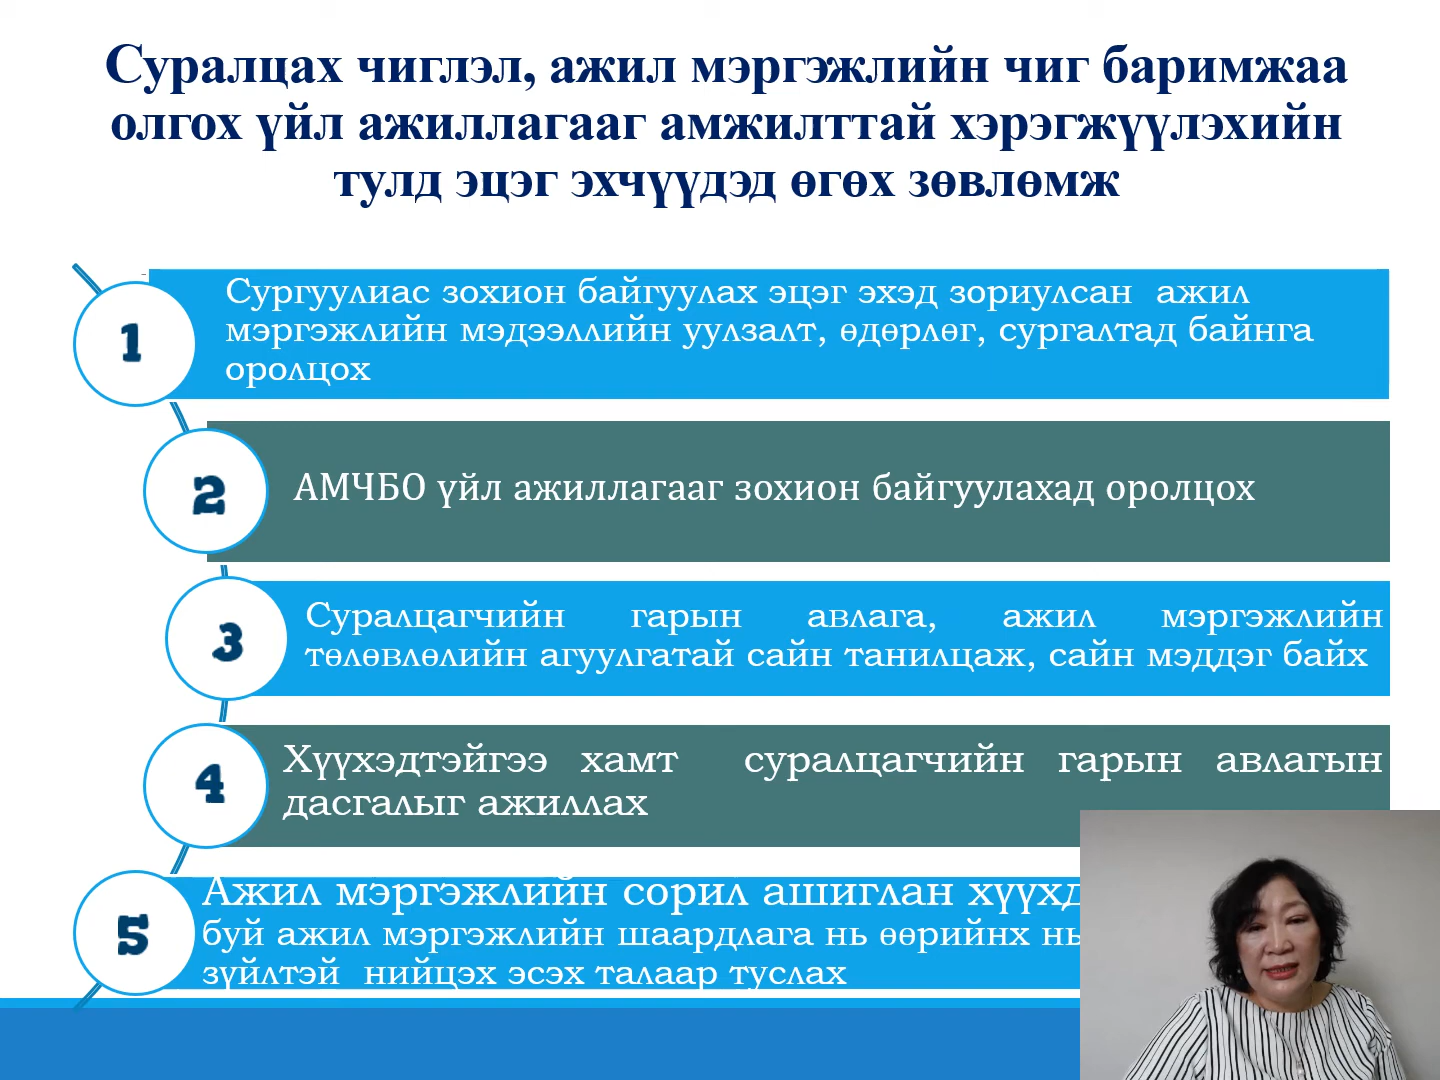 Суралцах чиглэл, ажил мэргэжлийн чиг баримжаа
олгох үйл ажиллагааг амжилттай хэрэгжүүлэхийн
тулд эцэг эхчүүдэд өгөх зөвлөмж
1
Сургуулиас зохион байгуулах эцэг эхэд зориулсан ажил
мэргэжлийн мэдээллийн уулзалт, өдөрлөг, сургалтад байнга
оролцох
2
АМЧБО үйл ажиллагааг зохион байгуулахад оролцох
3
Суралцагчийн гарын авлага, ажил мэргэжлийн
төлөвлөлийн агуулгатай сайн танилцаж, сайн мэддэг байх
4
Хүүхэдтэйгээ хамт суралцагчийн гарын авлагын
дасгалыг ажиллах
5
Ажил мэргэжлийн сорил ашиглан
буй ажил мэргэжлийн шаардлага нь өөрийнх нь
зүйлтэй нийцэх эсэх талаар туслах